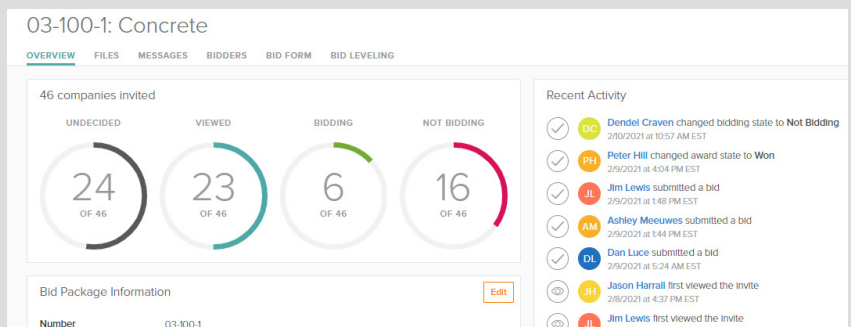 03-100-1: Concrete
OVERVIEW FILES MESSAGES BIDDERS BID FORM BID LEVELING
46 companies invited
UNDECIDED VIEWED BIDDING NOT BIDDING
24 23 6 16
OF 46 OF 46 OF 46 OF 46
Bid Package Information Edit
Number 03-100-1
Recent Activity
DC Dendel Craven changed bidding state to Not Bidding
2/10/2021 at 10:57 AM EST
PH Peter Hill changed award state to Won
2/9/2021 at 4:04 PM EST
JL Jim Lewis submitted a bid
2/9/2021 at 1:48 PM EST
AM Ashley Meeuwes submitted a bid
2/9/2021 at 1:44 PM EST
DL Dan Luce submitted a bid
2/9/2021 at 5:24 AM EST
JH Jason Harrall first viewed the invite
2/8/2021 at 4:37 PM EST
JL Jim Lewis first viewed the invite